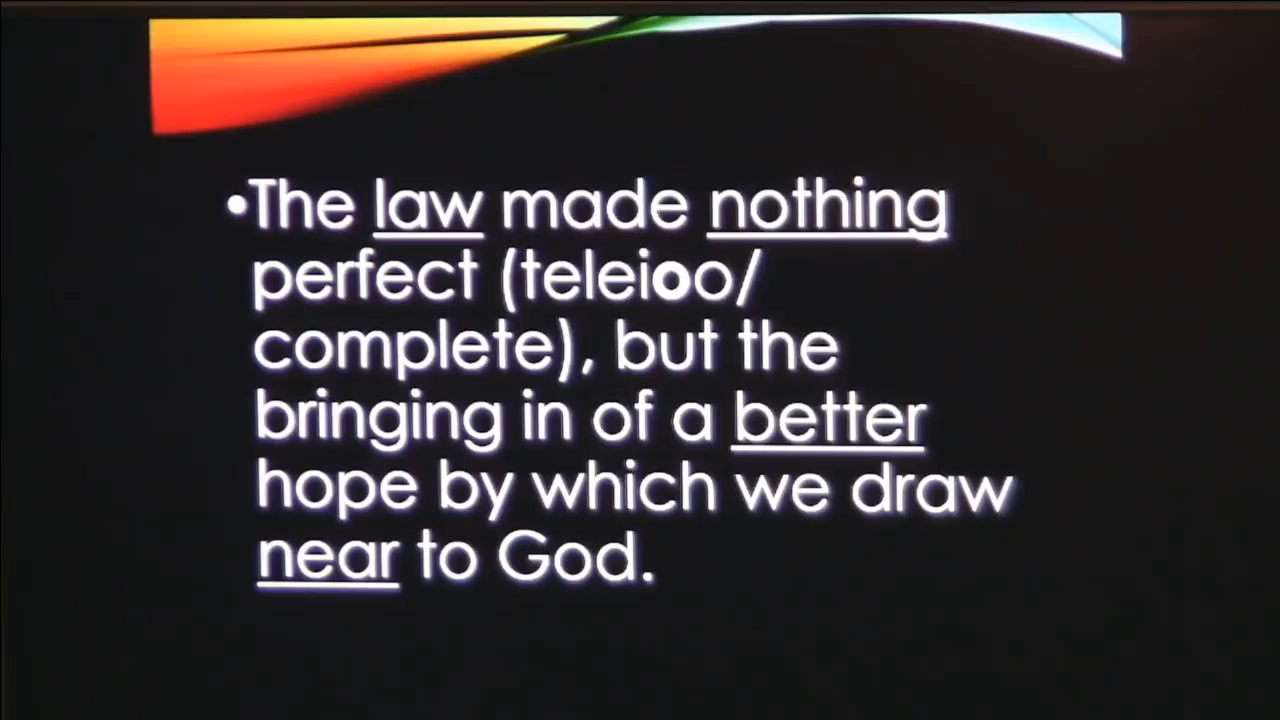 •The law made nothing
perfect (teleioo/
complete), but the
bringing in of a better
hope by which we draw
near to God.